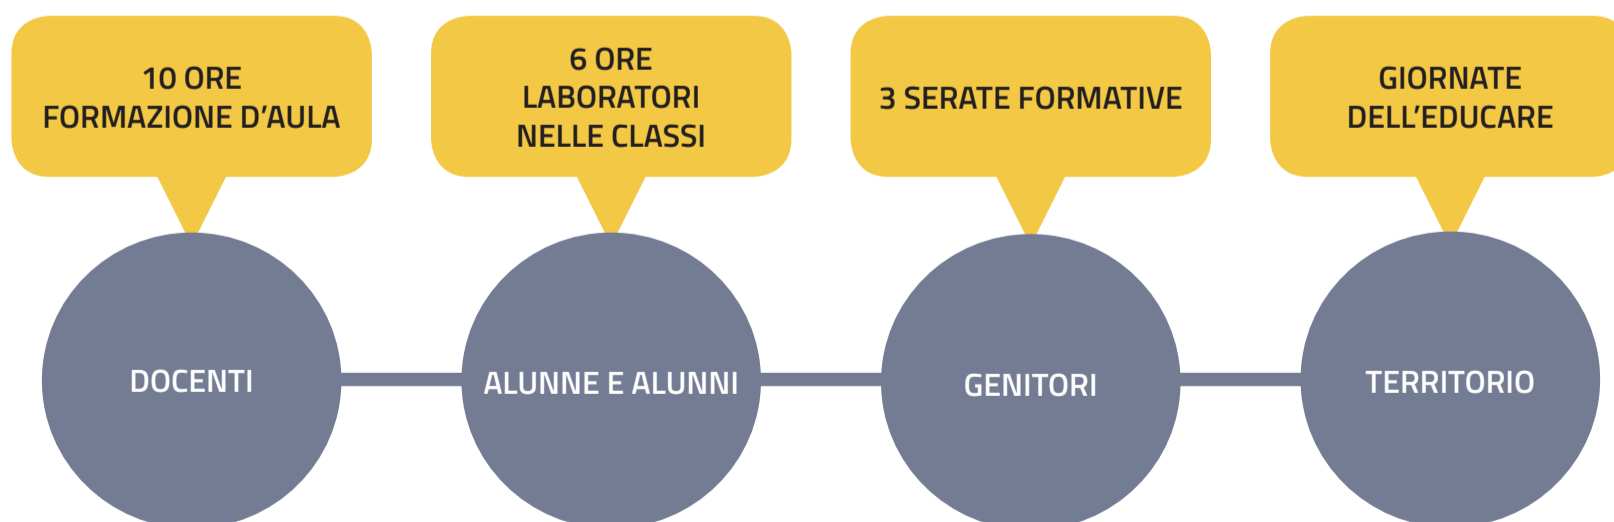 10 ORE
FORMAZIONE D’AULA
6 ORE
LABORATORI
NELLE CLASSI
3 SERATE FORMATIVE
GIORNATE
DELL’EDUCARE
DOCENTI
ALUNNE E ALUNNI
GENITORI
TERRITORIO